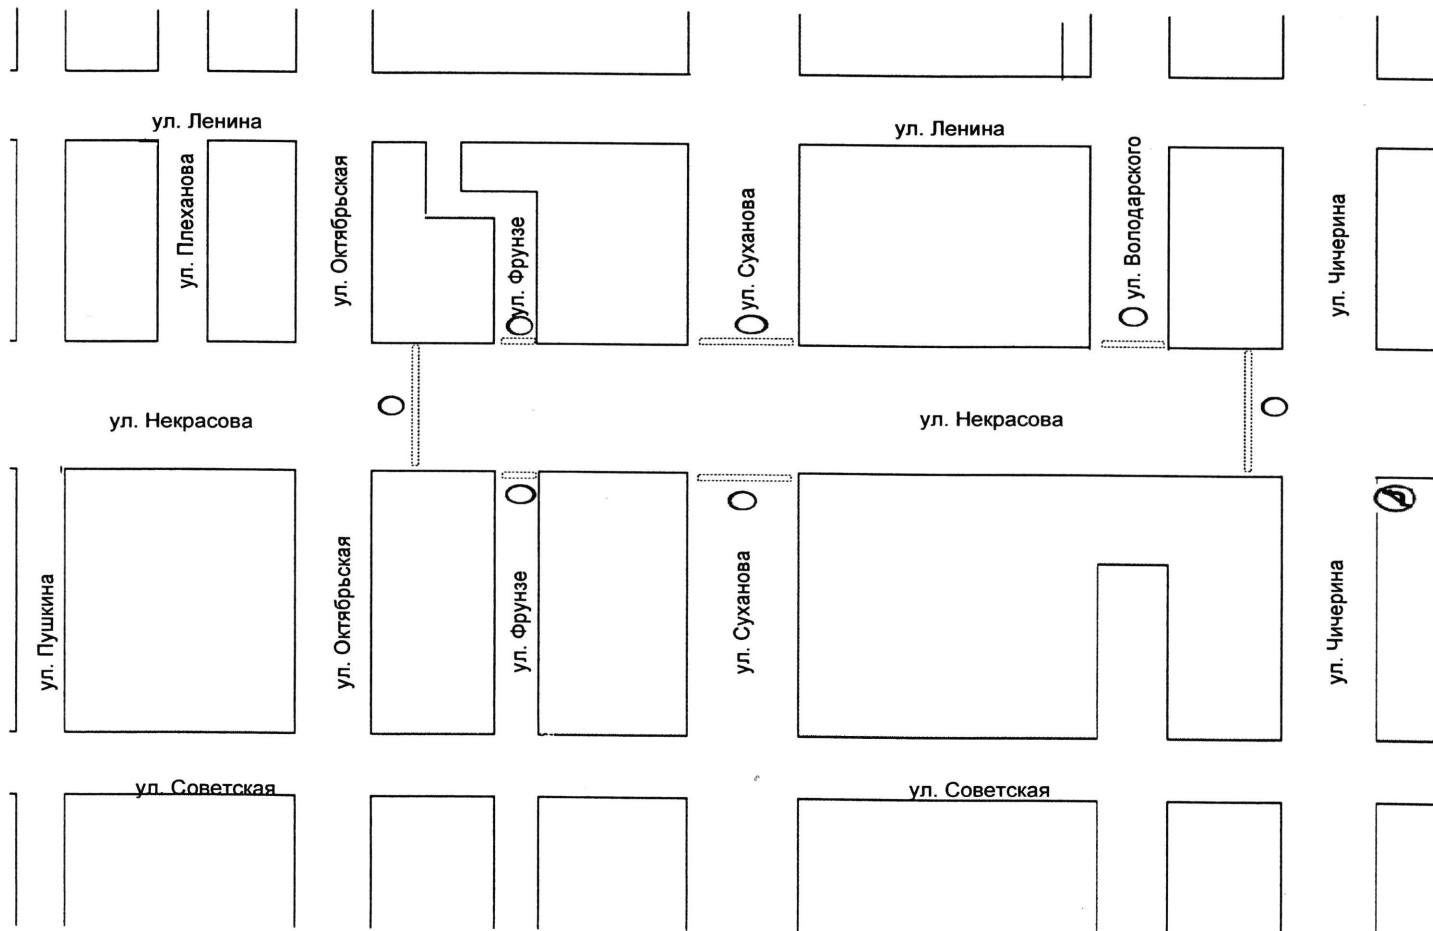 ул. Ленина
ул. Ленина
ул. Плеханова
ул. Октябрьская
ул. Фрунзе
ул. Суханова
ул. Володарского
ул. Чичерина
ул. Некрасова
ул. Некрасова
ул. Пушкина
ул. Октябрьская
ул. Фрунзе
ул. Суханова
ул. Чичерина
ул. Советская
ул. Советская